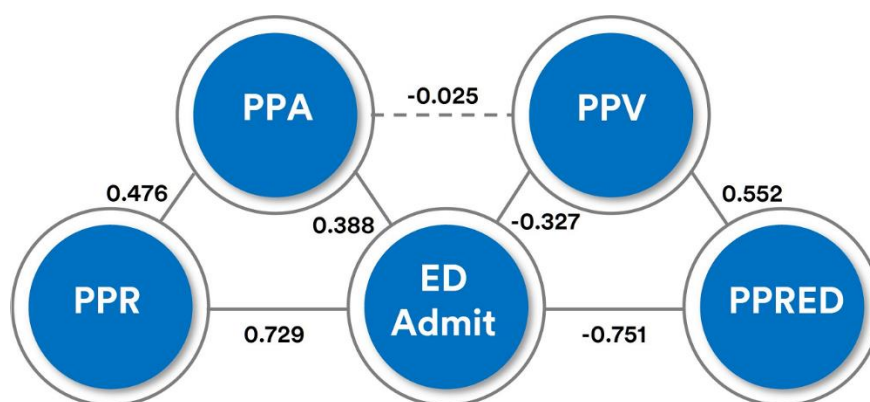 -0.025
PPA
PPV
0.476
0.388
-0.327
0.552
PPR
ED
Admit
PPRED
0.729
-0.751